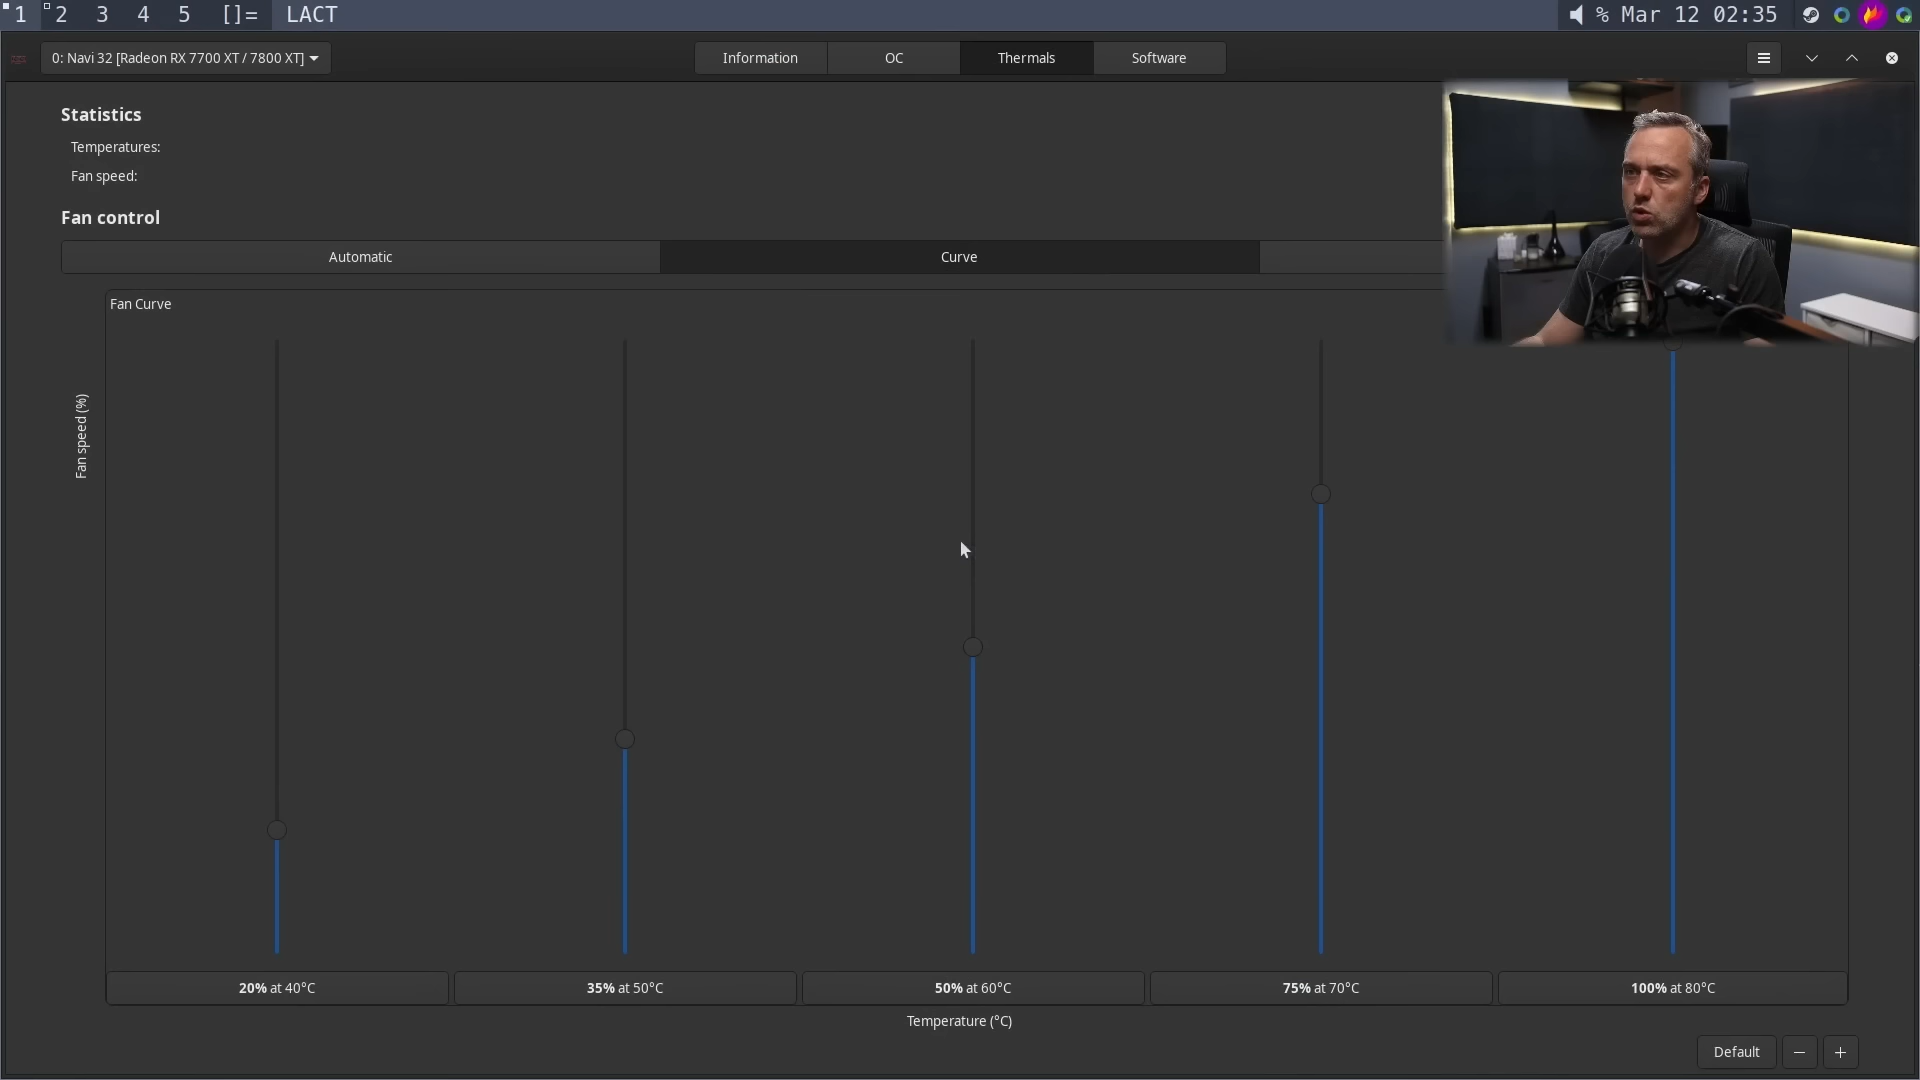 1 2 3 4 5 []= LACT
% Mar 12 02:35
0: Navi 32 [Radeon RX 7700 XT / 7800 XT]
Information OC Thermals Software
Statistics
Temperatures:
Fan speed:
Fan control
Automatic Curve
Fan Curve
Fan speed (%)
20% at 40°C 35% at 50°C 50% at 60°C 75% at 70°C 100% at 80°C
Temperature (°C)
Default − +